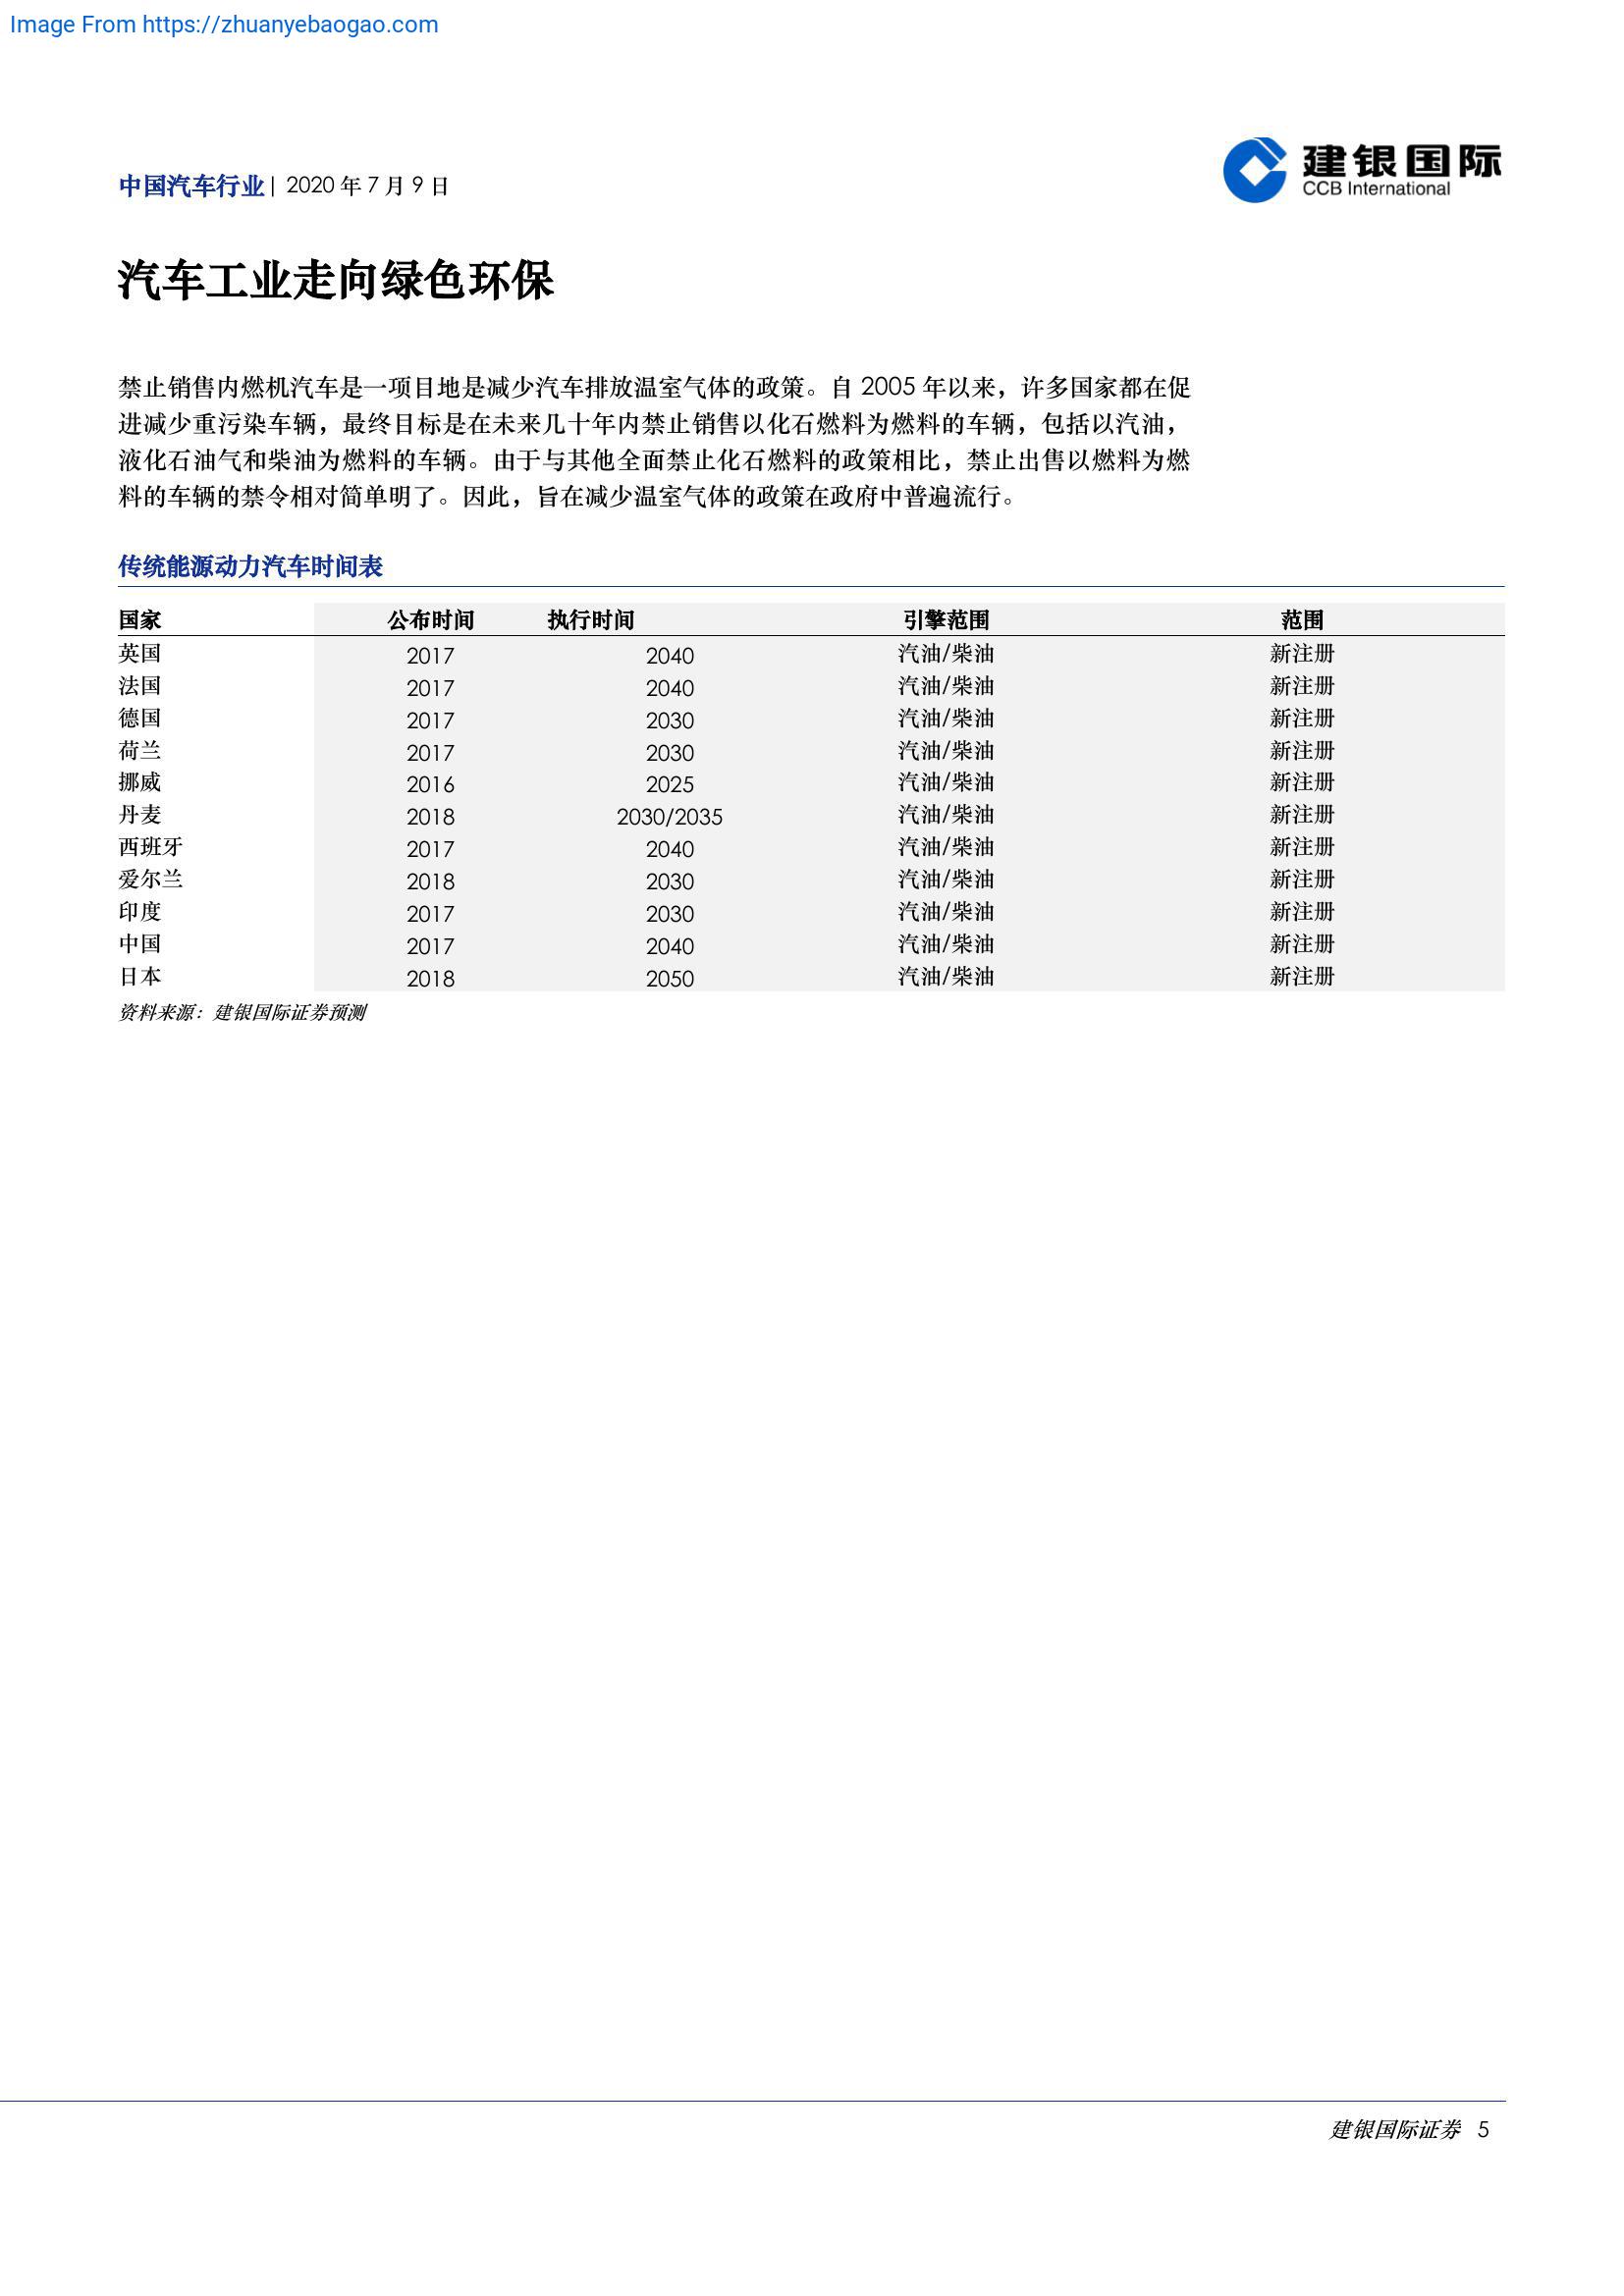 Image From https://zhuanyebaogao.com
中国汽车行业 | 2020 年 7 月 9 日
建银国际
CCB International
汽车工业走向绿色环保
禁止销售内燃机汽车是一项目地是减少汽车排放温室气体的政策。自 2005 年以来，许多国家都在促
进减少重污染车辆，最终目标是在未来几十年内禁止销售以化石燃料为燃料的车辆，包括以汽油，
液化石油气和柴油为燃料的车辆。由于与其他全面禁止化石燃料的政策相比，禁止出售以燃料为燃
料的车辆的禁令相对简单明了。因此，旨在减少温室气体的政策在政府中普遍流行。
传统能源动力汽车时间表
国家 公布时间 执行时间 引擎范围 范围
英国 2017 2040 汽油/柴油 新注册
法国 2017 2040 汽油/柴油 新注册
德国 2017 2030 汽油/柴油 新注册
荷兰 2017 2030 汽油/柴油 新注册
挪威 2016 2025 汽油/柴油 新注册
丹麦 2018 2030/2035 汽油/柴油 新注册
西班牙 2017 2040 汽油/柴油 新注册
爱尔兰 2018 2030 汽油/柴油 新注册
印度 2017 2030 汽油/柴油 新注册
中国 2017 2040 汽油/柴油 新注册
日本 2018 2050 汽油/柴油 新注册
资料来源：建银国际证券预测
建银国际证券 5